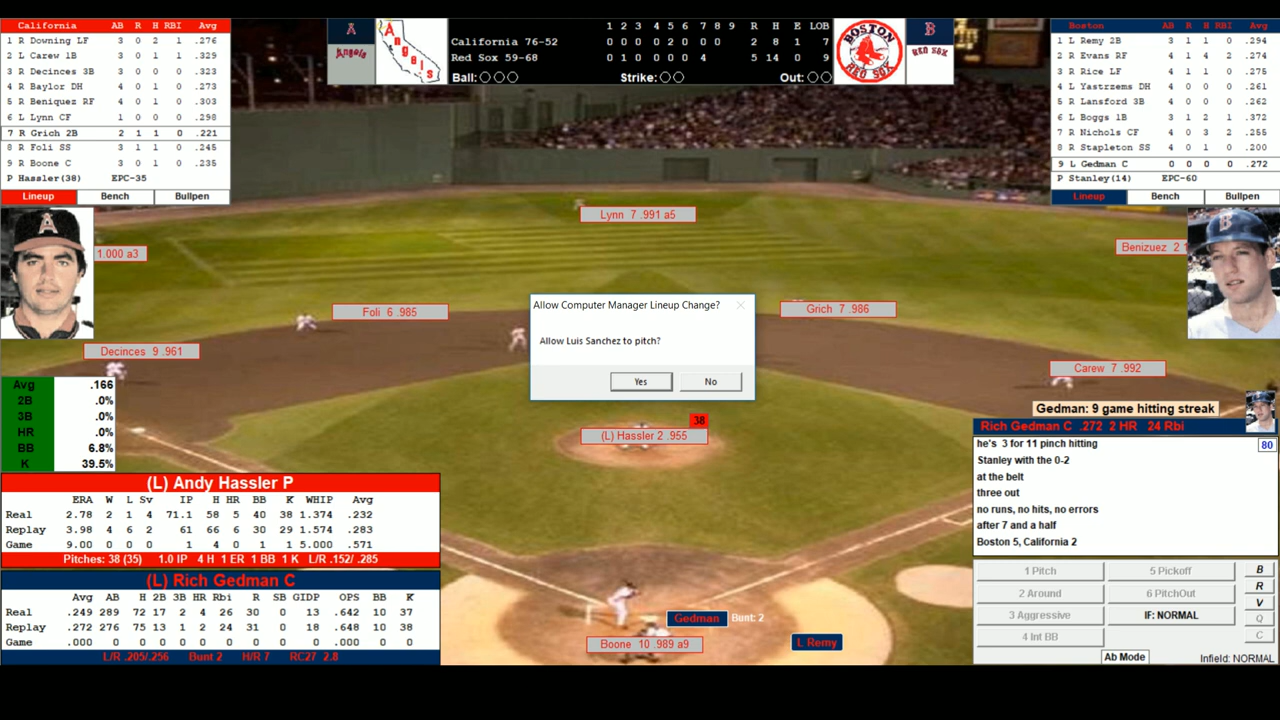 California AB R H RBI Avg
1 R Downing LF 3 0 2 1 .276
2 L Carew 1B 3 0 1 1 .329
3 R Decinces 3B 3 0 0 0 .323
4 R Baylor DH 4 0 1 0 .273
5 R Beniquez RF 4 0 1 0 .303
6 L Lynn CF 1 0 0 0 .298
7 R Grich 2B 2 1 1 0 .221
8 R Foli SS 3 1 1 0 .245
9 R Boone C 3 0 1 0 .235
P Hassler(38) EPC-35
Lineup Bench Bullpen
A
Angels
Angels
1 2 3 4 5 6 7 8 9 R H E LOB
California 76-52 0 0 0 0 2 0 0 0 2 8 1 7
Red Sox 59-68 0 1 0 0 0 0 4 5 14 0 9
Ball: Strike: Out:
BOSTON
RED SOX
B
RED SOX
Boston AB R H RBI Avg
1 L Remy 2B 3 1 1 0 .294
2 R Evans RF 4 1 4 2 .274
3 R Rice LF 4 1 1 0 .275
4 L Yastrzems DH 4 0 0 0 .261
5 R Lansford 3B 4 0 0 0 .262
6 L Boggs 1B 3 1 2 1 .372
7 R Nichols CF 4 0 3 2 .255
8 R Stapleton SS 4 0 1 0 .200
9 L Gedman C 0 0 0 0 .272
P Stanley(14) EPC-60
Lineup Bench Bullpen
Lynn 7 .991 a5
1.000 a3
Benizuez 2 1
Foli 6 .985
Grich 7 .986
Decinces 9 .961
Carew 7 .992
Allow Computer Manager Lineup Change?
Allow Luis Sanchez to pitch?
Yes No
38
(L) Hassler 2 .955
Avg .166
2B .0%
3B .0%
HR .0%
BB 6.8%
K 39.5%
(L) Andy Hassler P
ERA W L Sv IP H HR BB K WHIP Avg
Real 2.78 2 1 4 71.1 58 5 40 38 1.374 .232
Replay 3.98 4 6 2 61 66 6 30 29 1.574 .283
Game 9.00 0 0 0 1 4 0 1 1 5.000 .571
Pitches: 38 (35) 1.0 IP 4 H 1 ER 1 BB 1 K L/R .152/ .285
(L) Rich Gedman C
Avg AB H 2B 3B HR Rbi R SB GIDP OPS BB K
Real .249 289 72 17 2 4 26 30 0 13 .642 10 37
Replay .272 276 75 13 1 2 24 31 0 18 .648 10 38
Game .000 0 0 0 0 0 0 0 0 0 .000 0 0
L/R .205/.256 Bunt 2 H/R 7 RC27 2.8
Gedman Bunt: 2
Boone 10 .989 a9
L Remy
Gedman: 9 game hitting streak
Rich Gedman C .272 2 HR 24 Rbi
80
he's 3 for 11 pinch hitting
Stanley with the 0-2
at the belt
three out
no runs, no hits, no errors
after 7 and a half
Boston 5, California 2
1 Pitch 5 Pickoff B
2 Around 6 PitchOut R
3 Aggressive IF: NORMAL V
Q
4 Int BB C
Ab Mode Infield: NORMAL